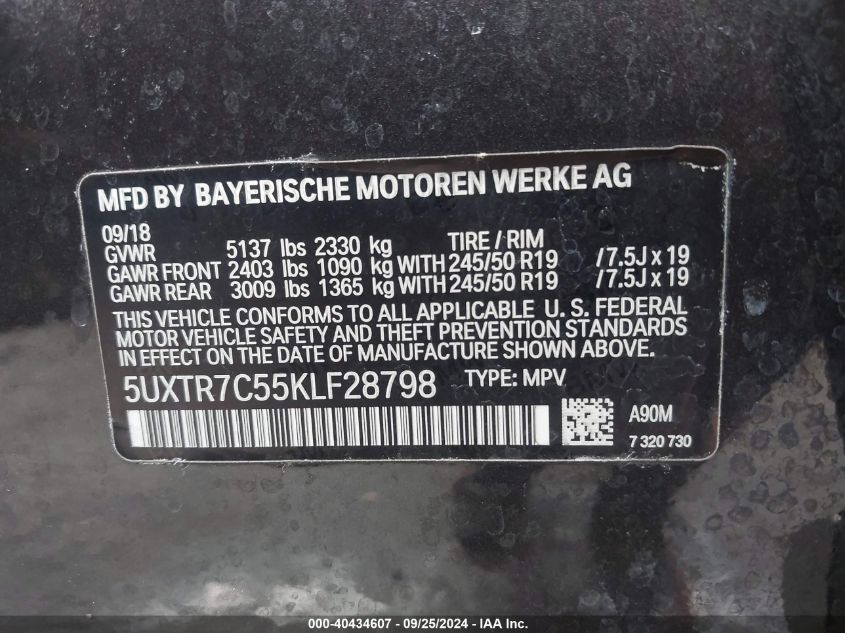 MFD BY BAYERISCHE MOTOREN WERKE AG
09/18
GVWR 5137 lbs 2330 kg TIRE / RIM
GAWR FRONT 2403 lbs 1090 kg WITH 245/50 R19 /7.5J x 19
GAWR REAR 3009 lbs 1365 kg WITH 245/50 R19 /7.5J x 19
THIS VEHICLE CONFORMS TO ALL APPLICABLE U. S. FEDERAL
MOTOR VEHICLE SAFETY AND THEFT PREVENTION STANDARDS
IN EFFECT ON THE DATE OF MANUFACTURE SHOWN ABOVE.
5UXTR7C55KLF28798 TYPE: MPV
A90M
7 320 730
000-40434607 - 09/25/2024 - IAA Inc.